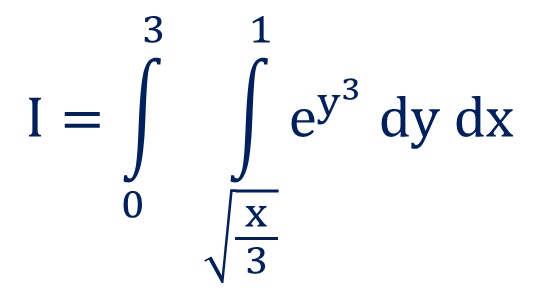 I = ∫₀³ ∫_{√(x/3)}^{1} e^{y³} dy dx